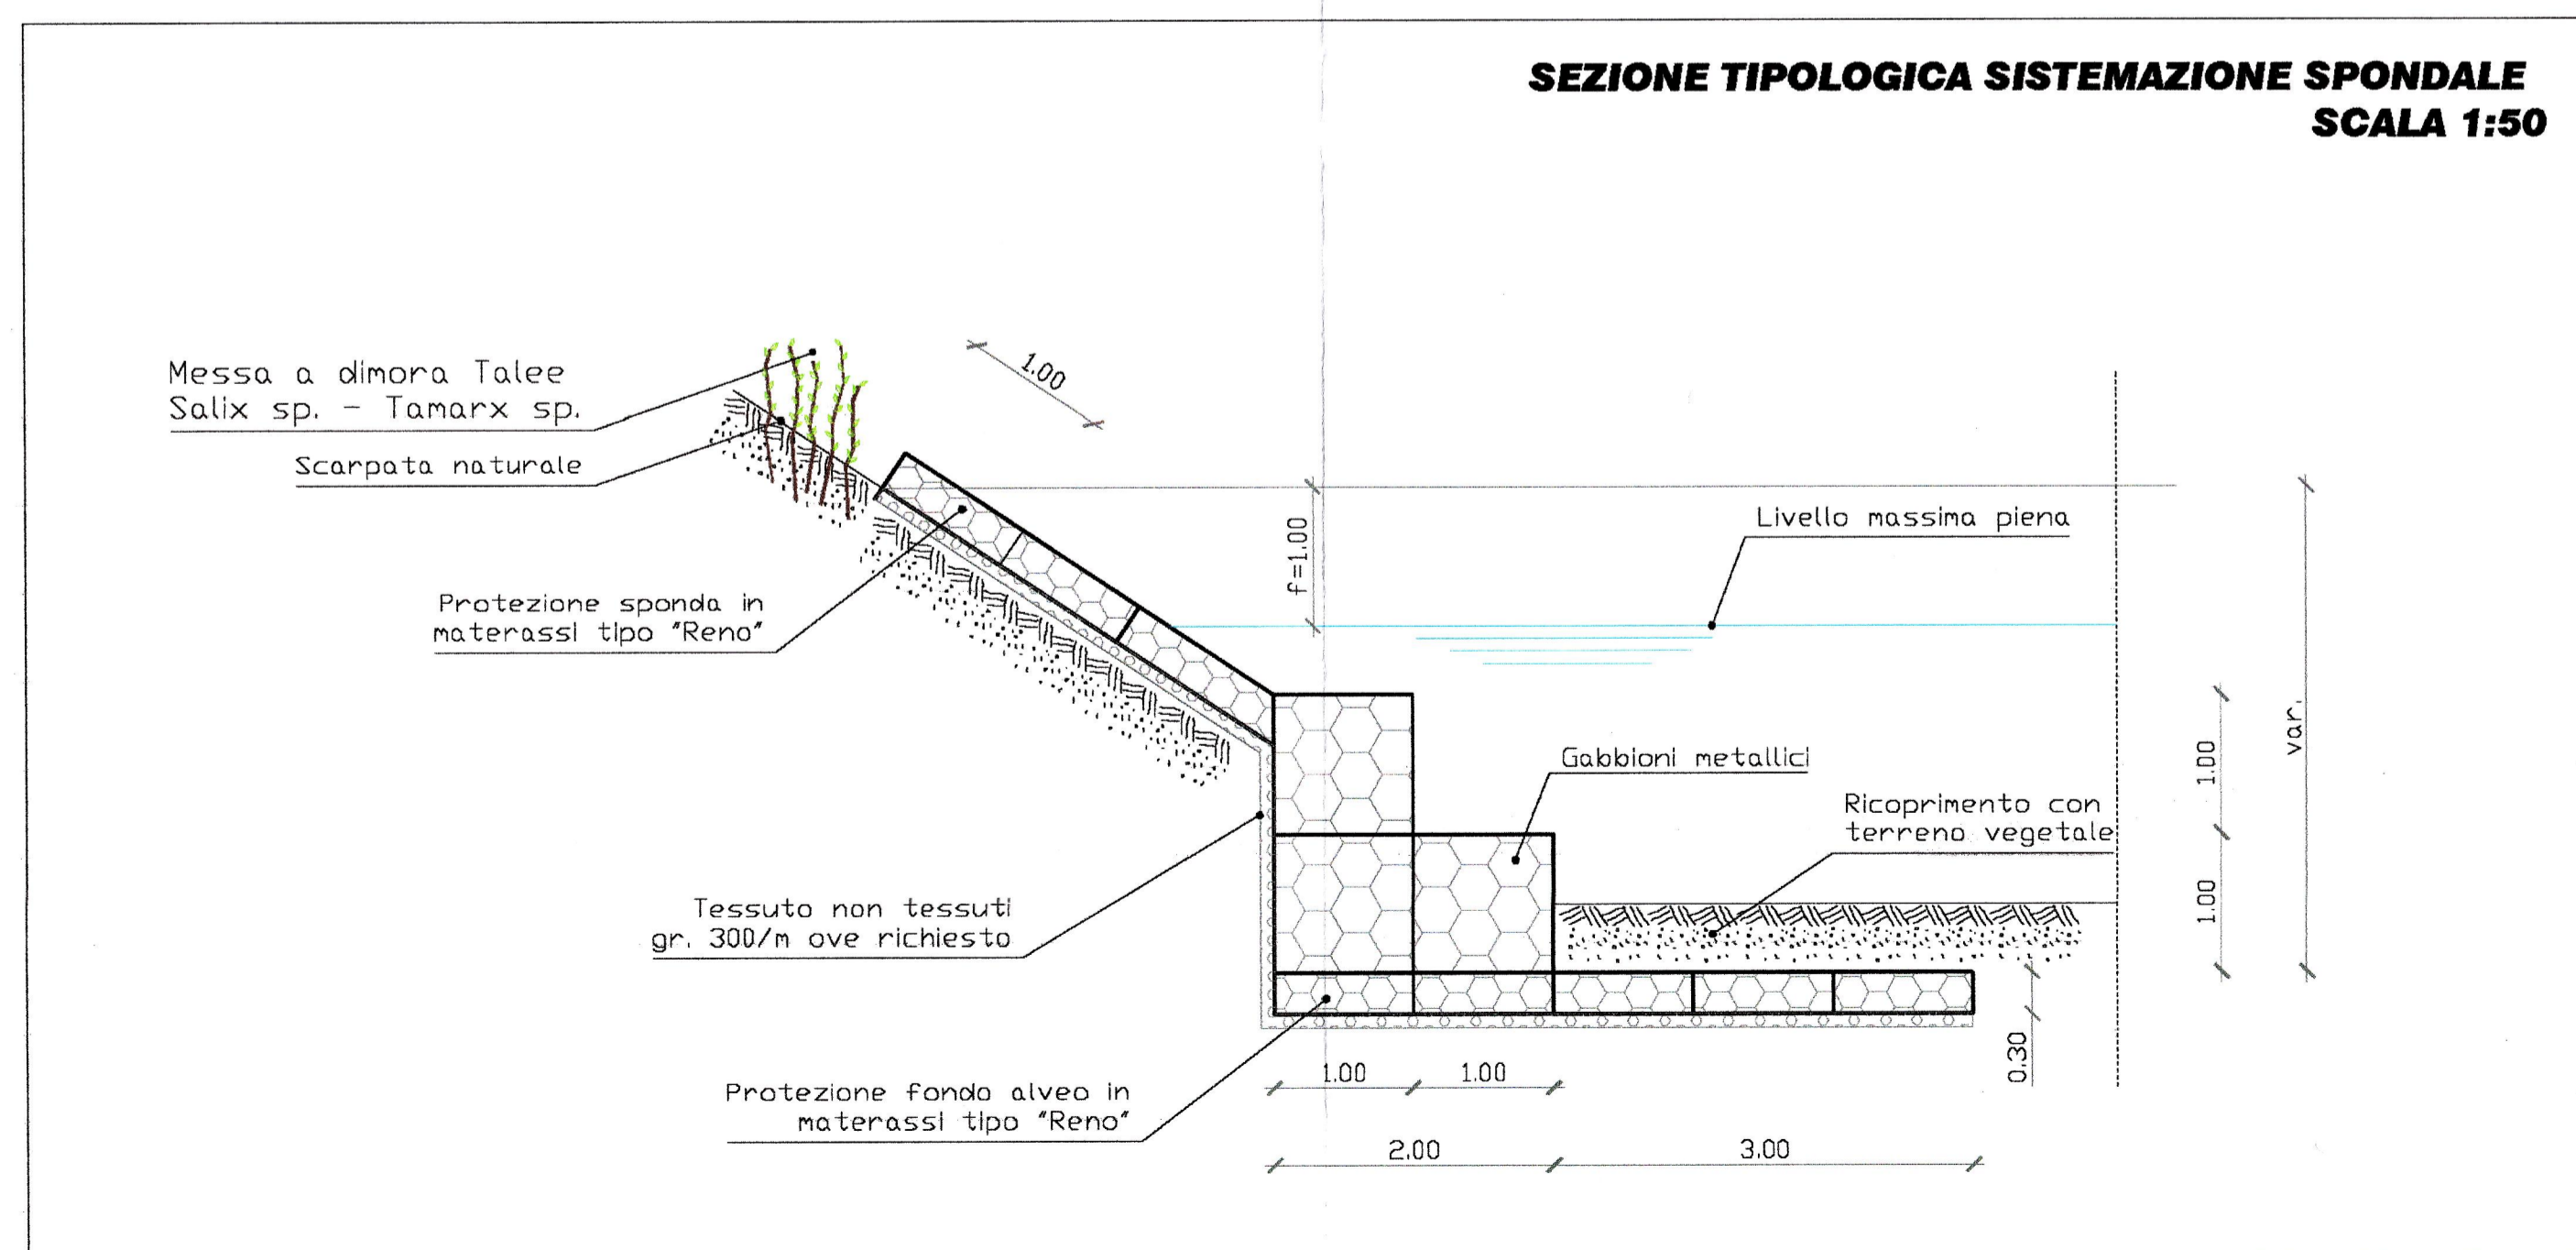 SEZIONE TIPOLOGICA SISTEMAZIONE SPONDALE
SCALA 1:50
Messa a dimora Talee
Salix sp. - Tamarx sp.
Scarpata naturale
1.00
Protezione sponda in
materassi tipo "Reno"
f=1.00
Livello massima piena
var.
Gabbioni metallici
1.00
Ricoprimento con
terreno vegetale
1.00
Tessuto non tessuti
gr. 300/m ove richiesto
0.30
Protezione fondo alveo in
materassi tipo "Reno"
1.00
1.00
2.00
3.00